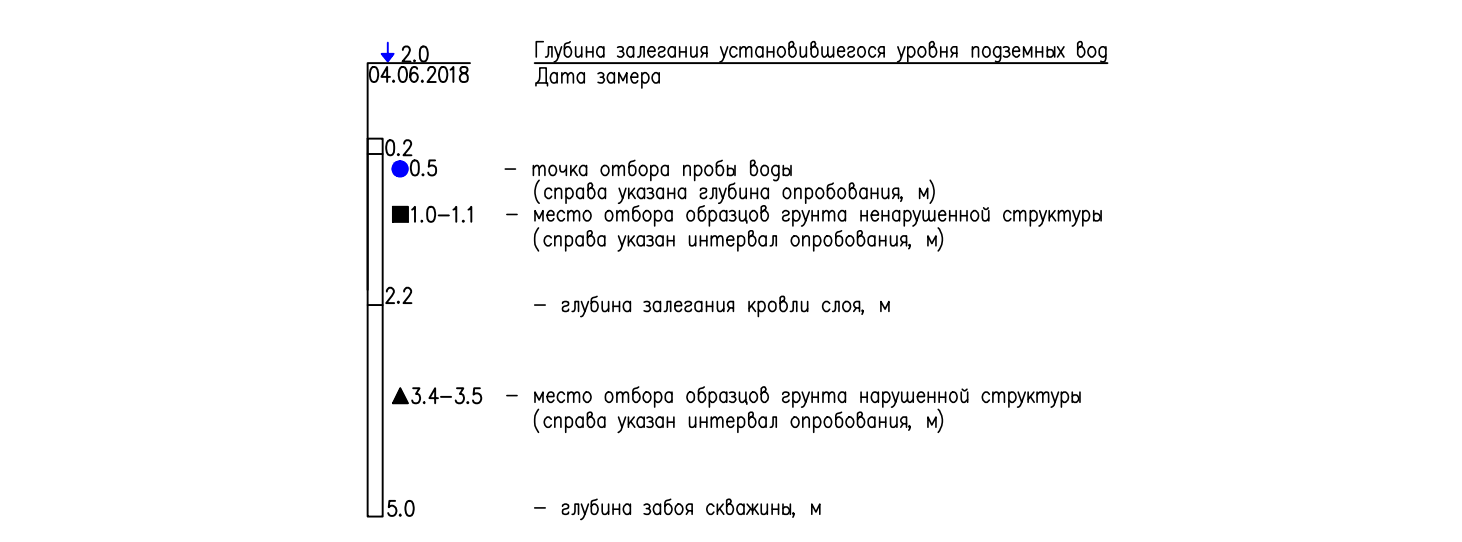 2.0 Глубина залегания установившегося уровня подземных вод
04.06.2018 Дата замера
0.2
0.5 – точка отбора пробы воды
(справа указана глубина опробования, м)
1.0–1.1 – место отбора образцов грунта ненарушенной структуры
(справа указан интервал опробования, м)
2.2 – глубина залегания кровли слоя, м
3.4–3.5 – место отбора образцов грунта нарушенной структуры
(справа указан интервал опробования, м)
5.0 – глубина забоя скважины, м